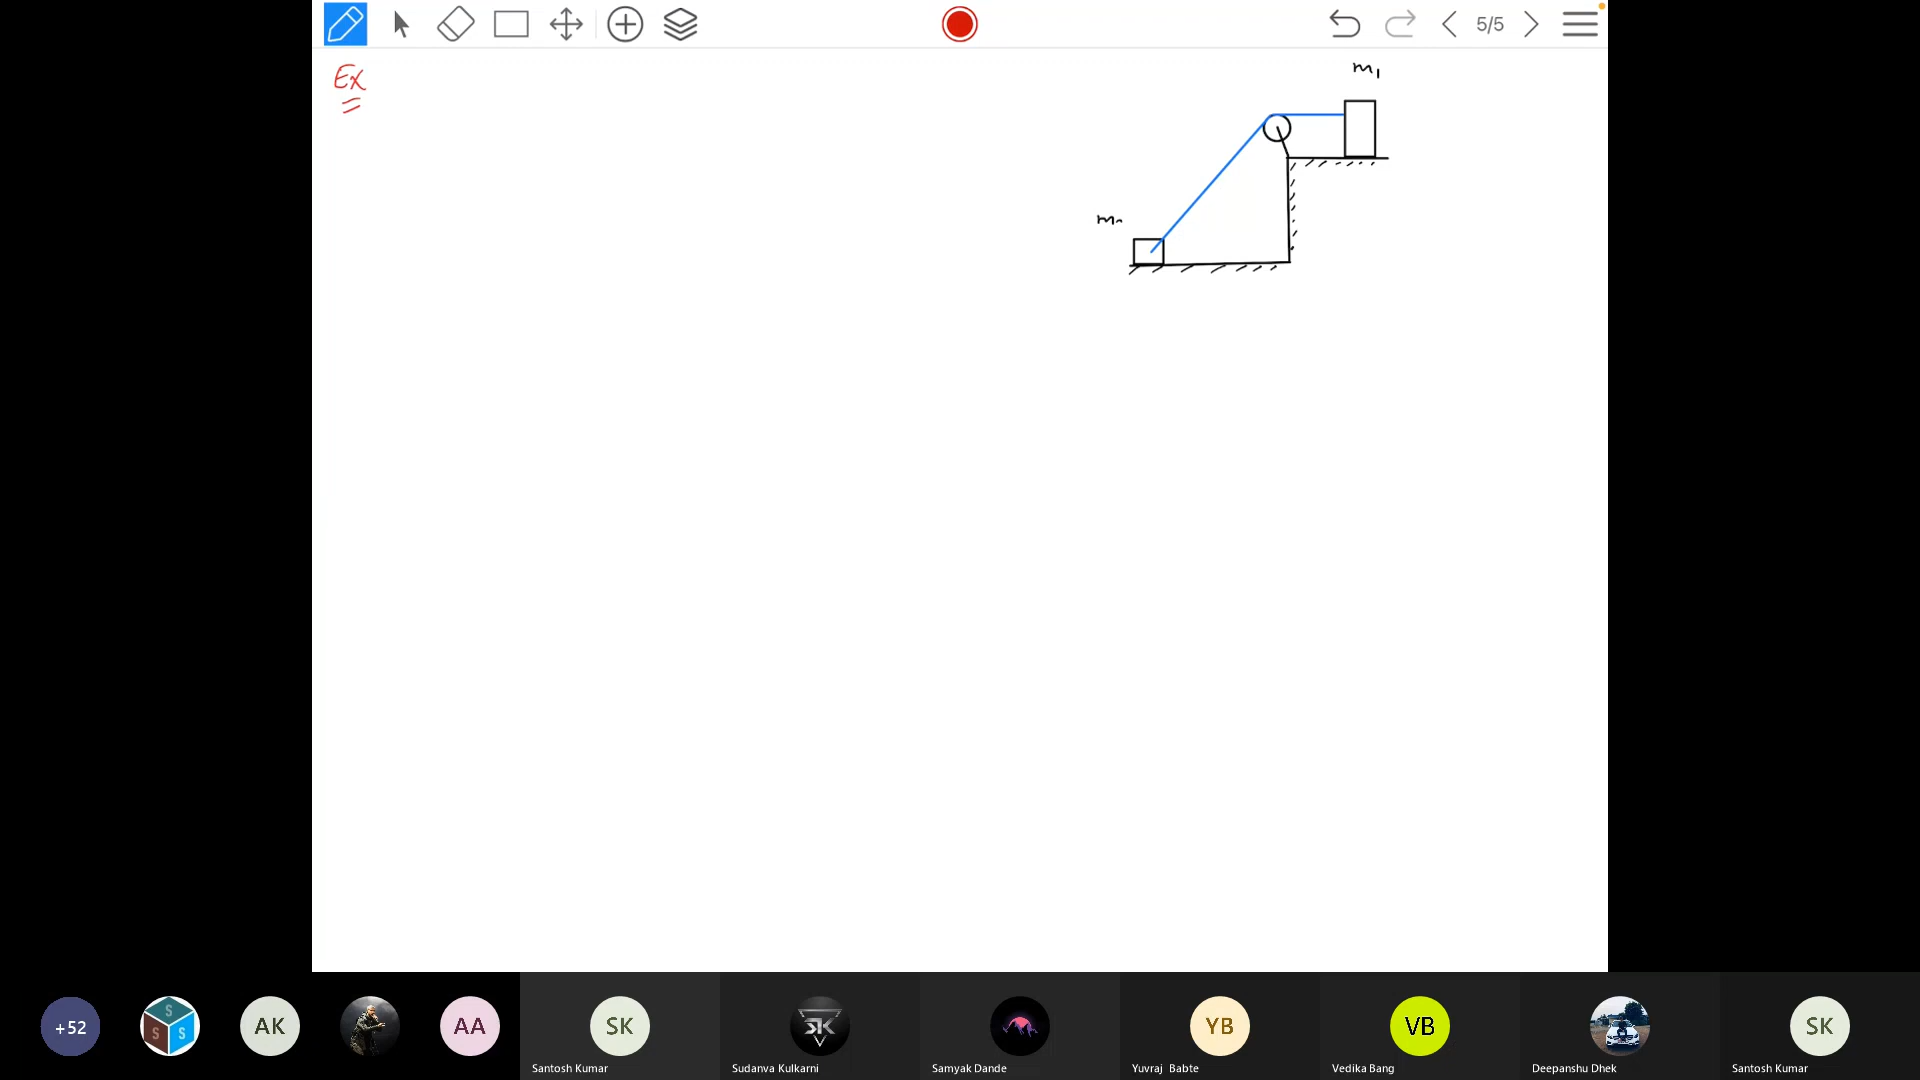 5/5
Ex
m1
m2
+52
S
S S
AK
AA
SK
SK
YB
VB
SK
Santosh Kumar
Sudanva Kulkarni
Samyak Dande
Yuvraj Babte
Vedika Bang
Deepanshu Dhek
Santosh Kumar